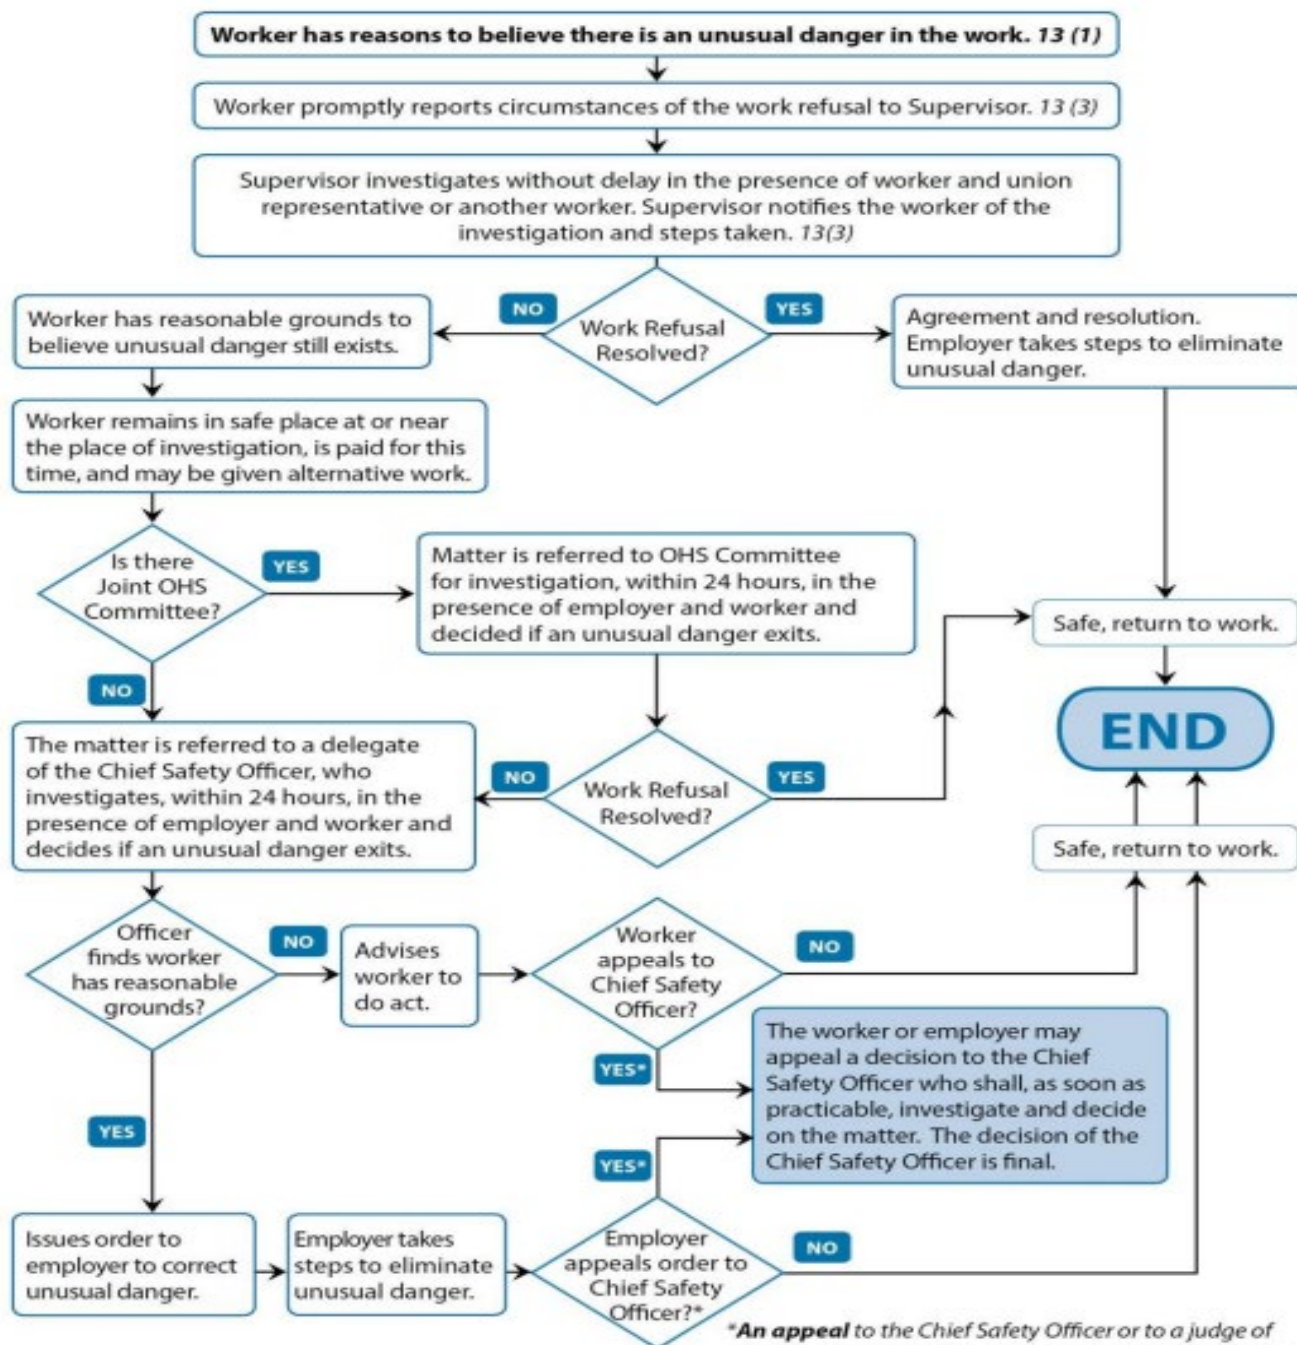 Worker has reasons to believe there is an unusual danger in the work. 13 (1)
Worker promptly reports circumstances of the work refusal to Supervisor. 13 (3)
Supervisor investigates without delay in the presence of worker and union
representative or another worker. Supervisor notifies the worker of the
investigation and steps taken. 13(3)
Work Refusal
Resolved?
NO
YES
Worker has reasonable grounds to
believe unusual danger still exists.
Agreement and resolution.
Employer takes steps to eliminate
unusual danger.
Worker remains in safe place at or near
the place of investigation, is paid for this
time, and may be given alternative work.
Is there
Joint OHS
Committee?
YES
Matter is referred to OHS Committee
for investigation, within 24 hours, in the
presence of employer and worker and
decided if an unusual danger exits.
Safe, return to work.
NO
END
The matter is referred to a delegate
of the Chief Safety Officer, who
investigates, within 24 hours, in the
presence of employer and worker and
decides if an unusual danger exits.
NO
Work Refusal
Resolved?
YES
Safe, return to work.
Officer
finds worker
has reasonable
grounds?
NO
Advises
worker to
do act.
Worker
appeals to
Chief Safety
Officer?
NO
YES*
The worker or employer may
appeal a decision to the Chief
Safety Officer who shall, as soon as
practicable, investigate and decide
on the matter. The decision of the
Chief Safety Officer is final.
YES
YES*
Issues order to
employer to correct
unusual danger.
Employer takes
steps to eliminate
unusual danger.
Employer
appeals order to
Chief Safety
Officer?*
NO
*An appeal to the Chief Safety Officer or to a judge of